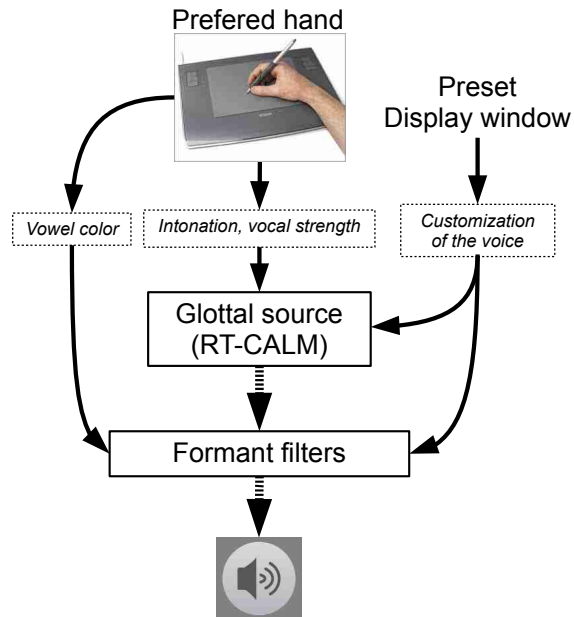 Prefered hand
Preset
Display window
Vowel color
Intonation, vocal strength
Customization
of the voice
Glottal source
(RT-CALM)
Formant filters